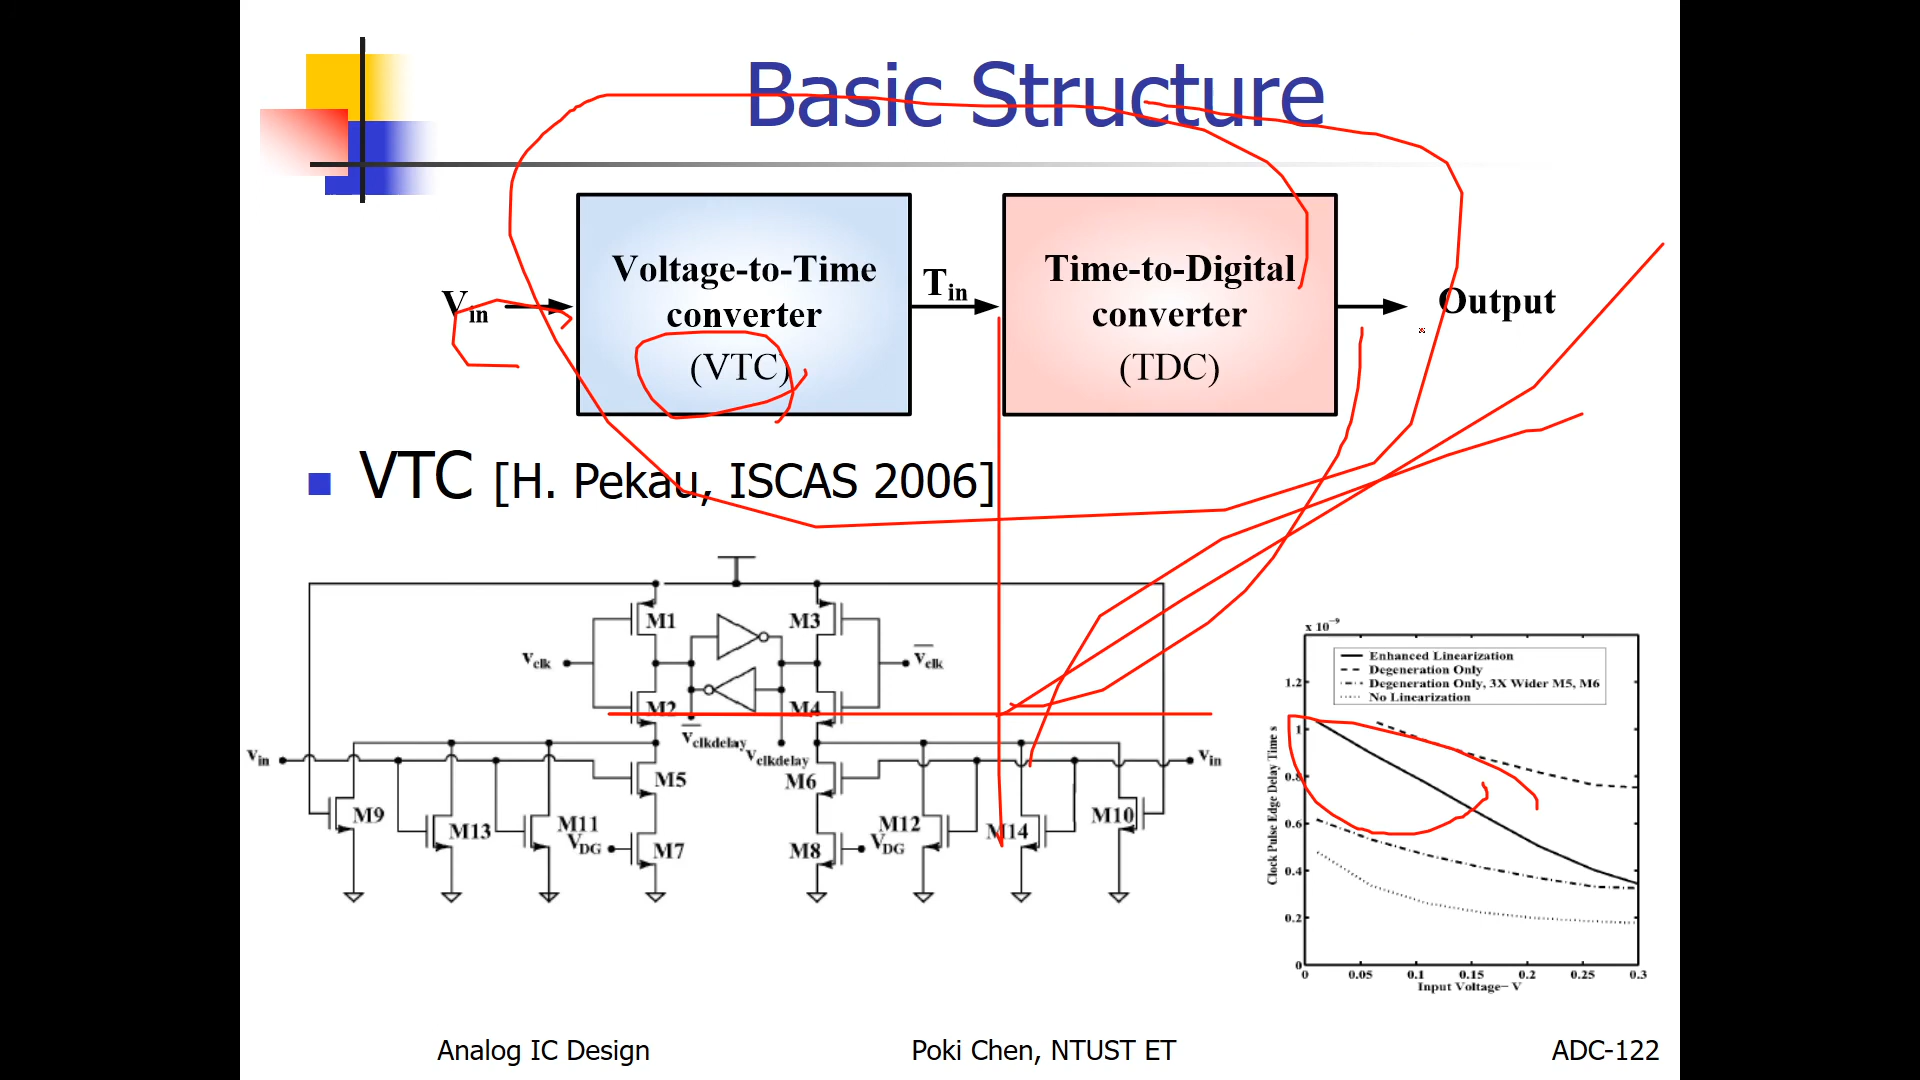 Basic Structure
Vin
Voltage-to-Time
converter
(VTC)
Tin
Time-to-Digital
converter
(TDC)
Output
VTC [H. Pekau, ISCAS 2006]
M1
M3
vclk
v̅clk
M2
M4
v̅clkdelay
vclkdelay
vin
vin
M5
M6
M9
M13
M11
VDG
M7
M8
VDG
M12
M14
M10
x 10⁻⁹
Enhanced Linearization
Degeneration Only
Degeneration Only, 3X Wider M5, M6
No Linearization
1.2
1
0.8
0.6
0.4
0.2
0
Clock Pulse Edge Delay Time s
0 0.05 0.1 0.15 0.2 0.25 0.3
Input Voltage– V
Analog IC Design
Poki Chen, NTUST ET
ADC-122